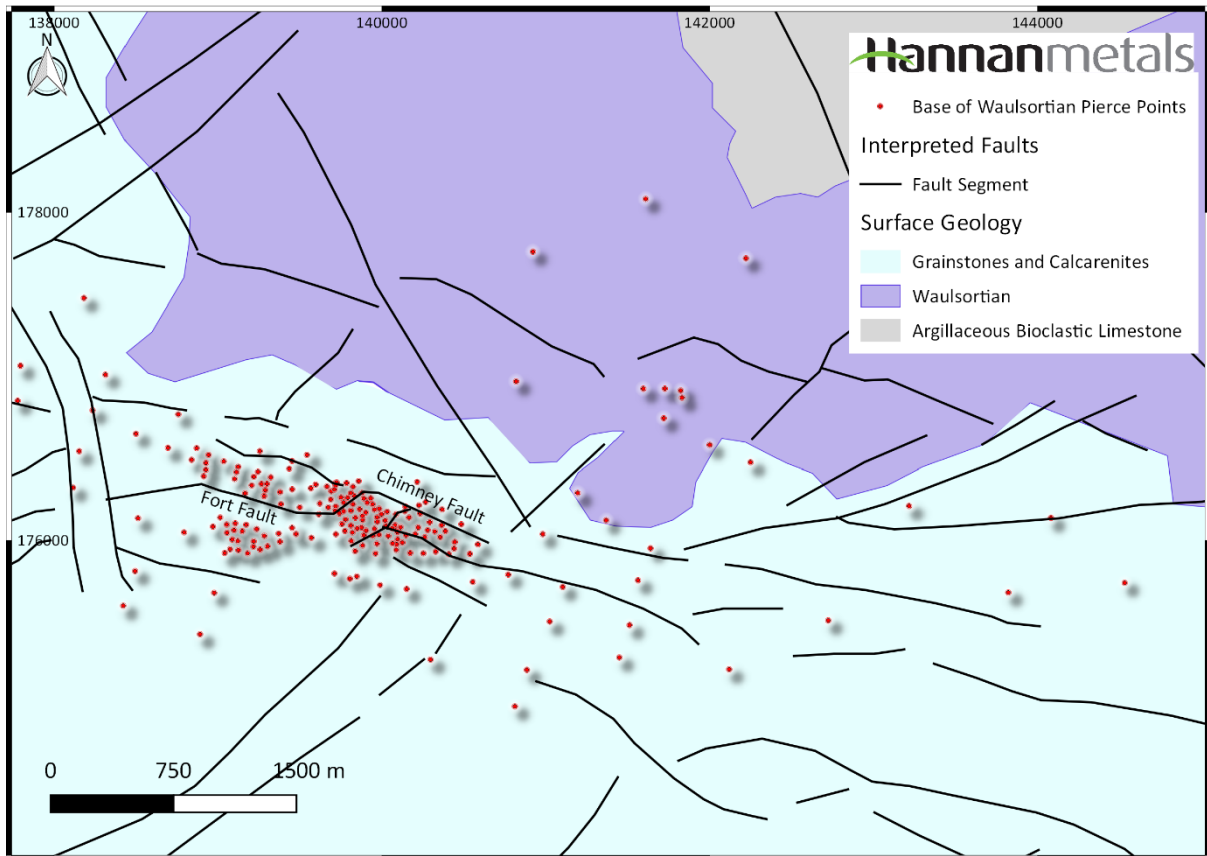 138000
140000
142000
144000
N
Hannanmetals
Base of Waulsortian Pierce Points
Interpreted Faults
Fault Segment
Surface Geology
Grainstones and Calcarenites
Waulsortian
Argillaceous Bioclastic Limestone
178000
Chimney Fault
Fort Fault
176000
0 750 1500 m